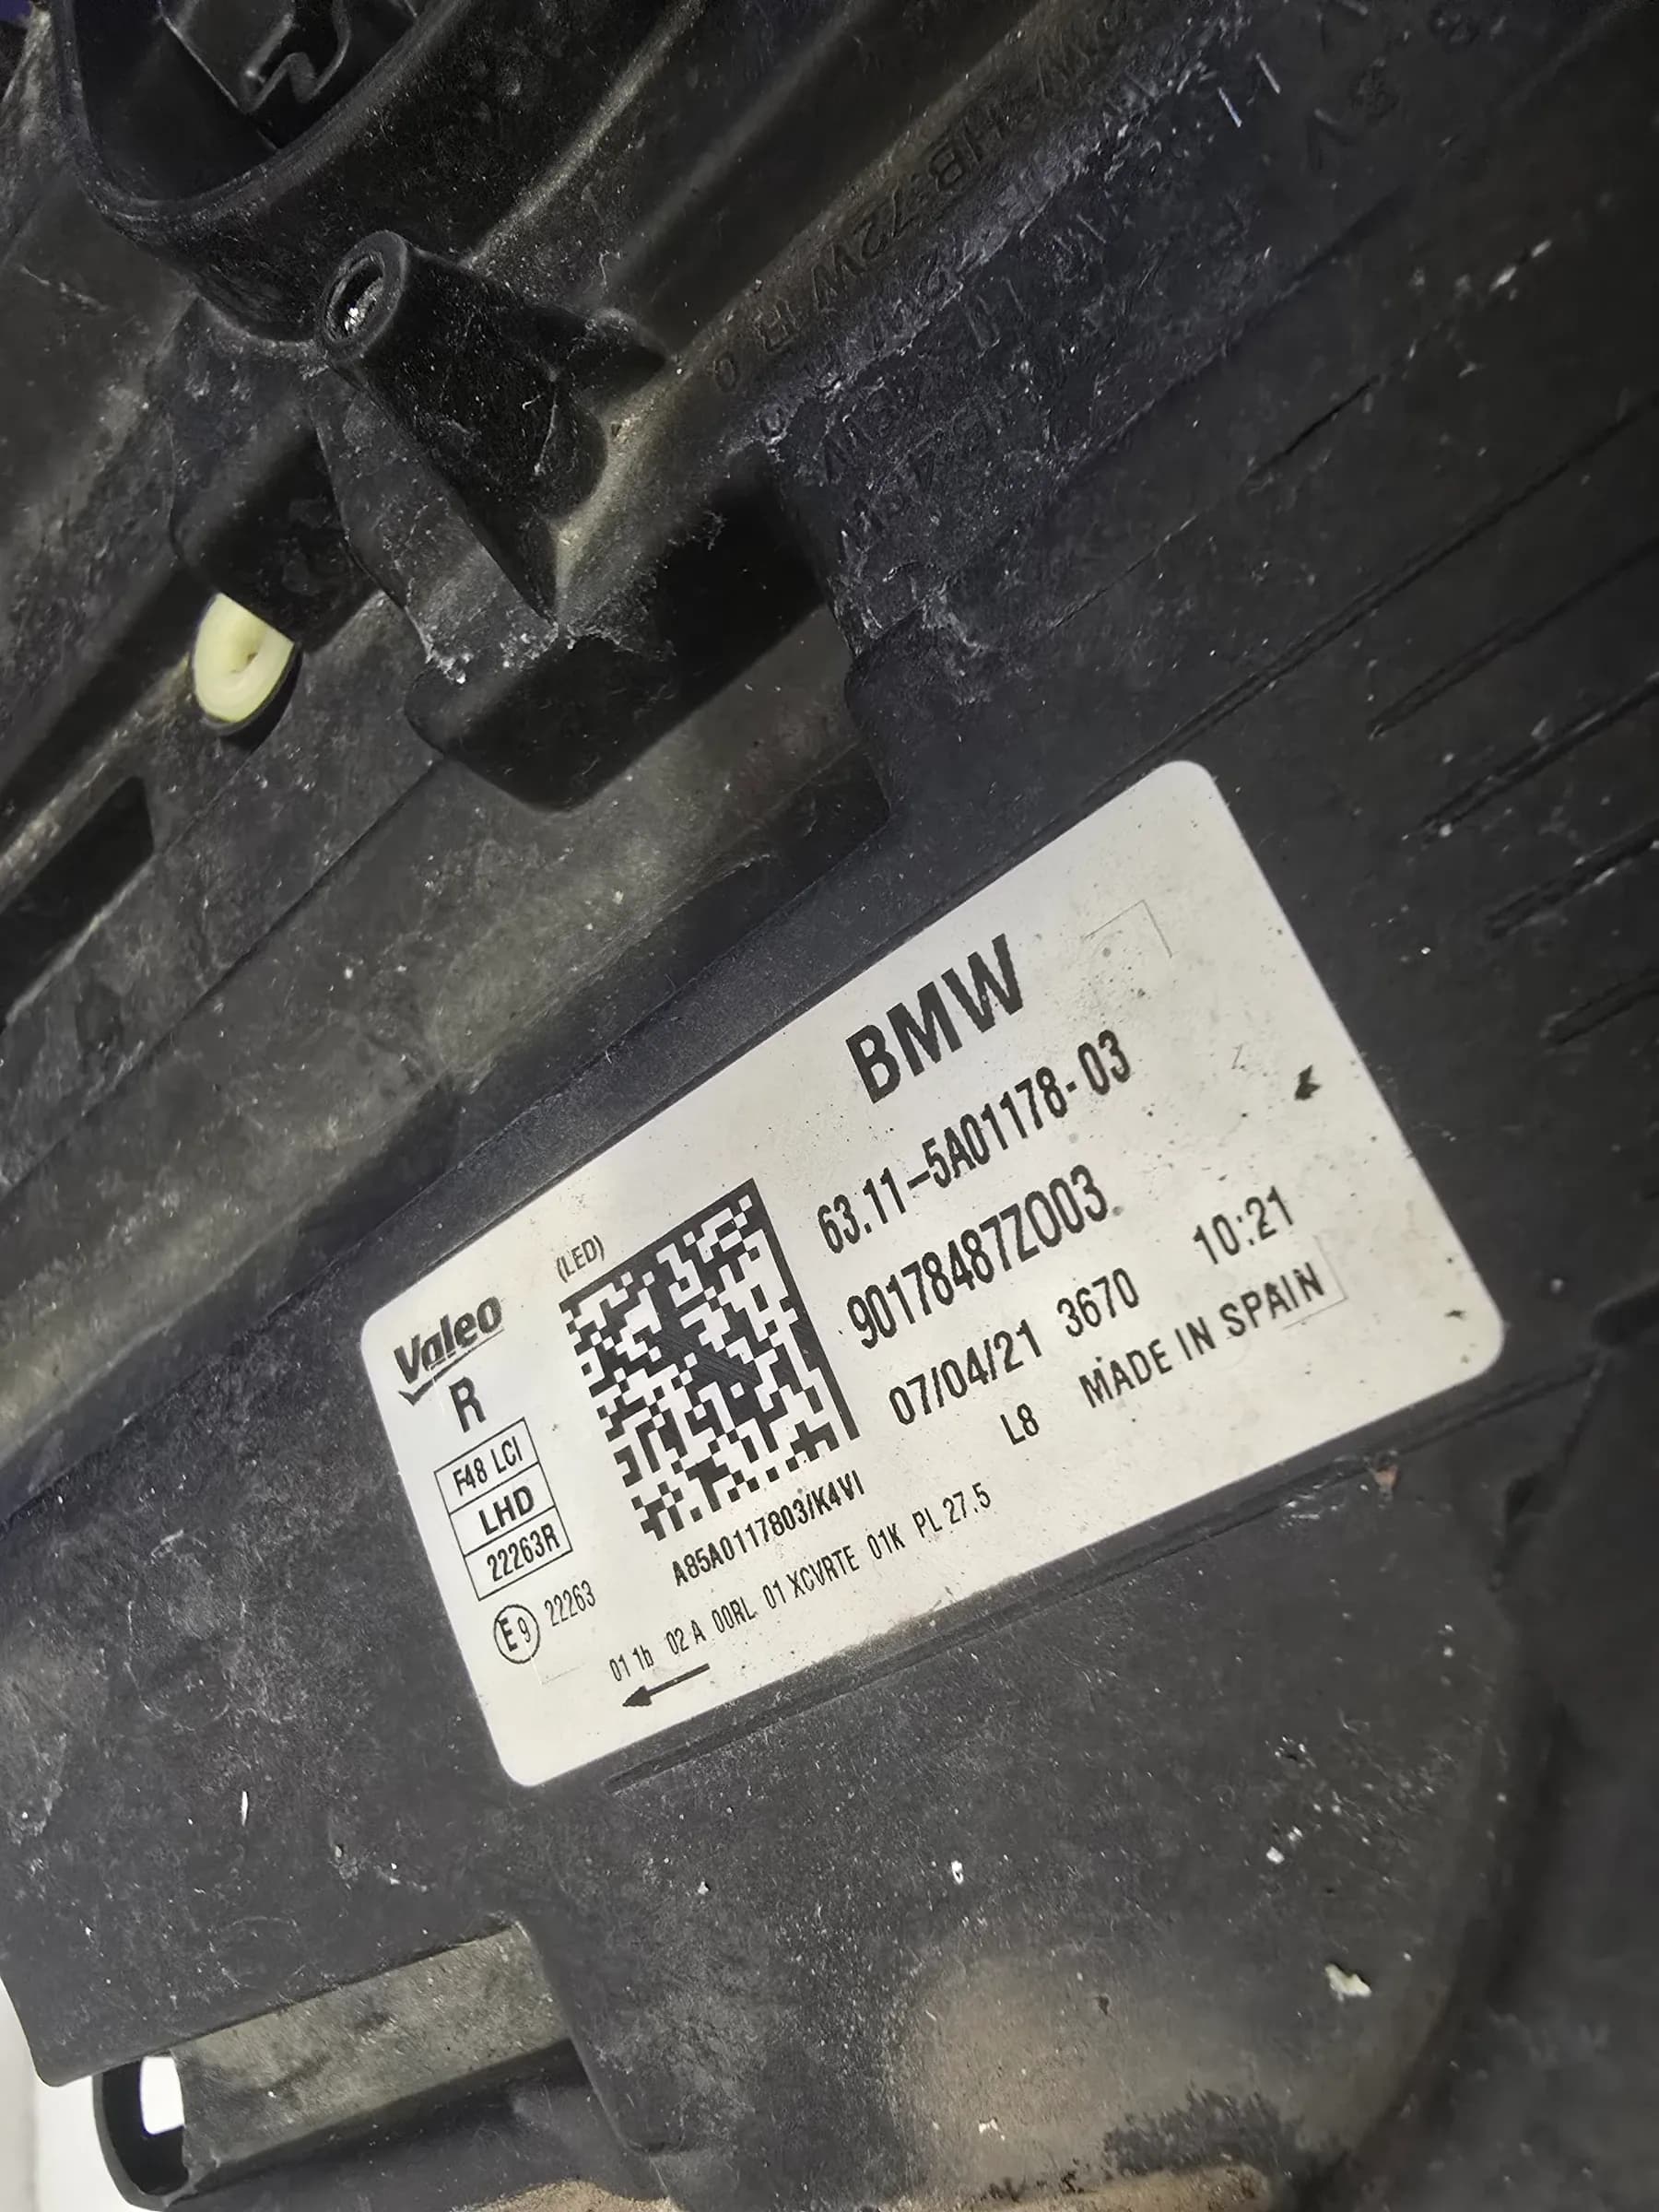 BMW
63.11-5A01178-03
90178487Z003
07/04/21 3670 10:21
L8 MADE IN SPAIN
(LED)
Valeo
R
F48 LCI
LHD
22263R
E9 22263
A85A0117803/K4VI
01 1b 02 A 00RL 01 XCVRTE 01K PL 27.5